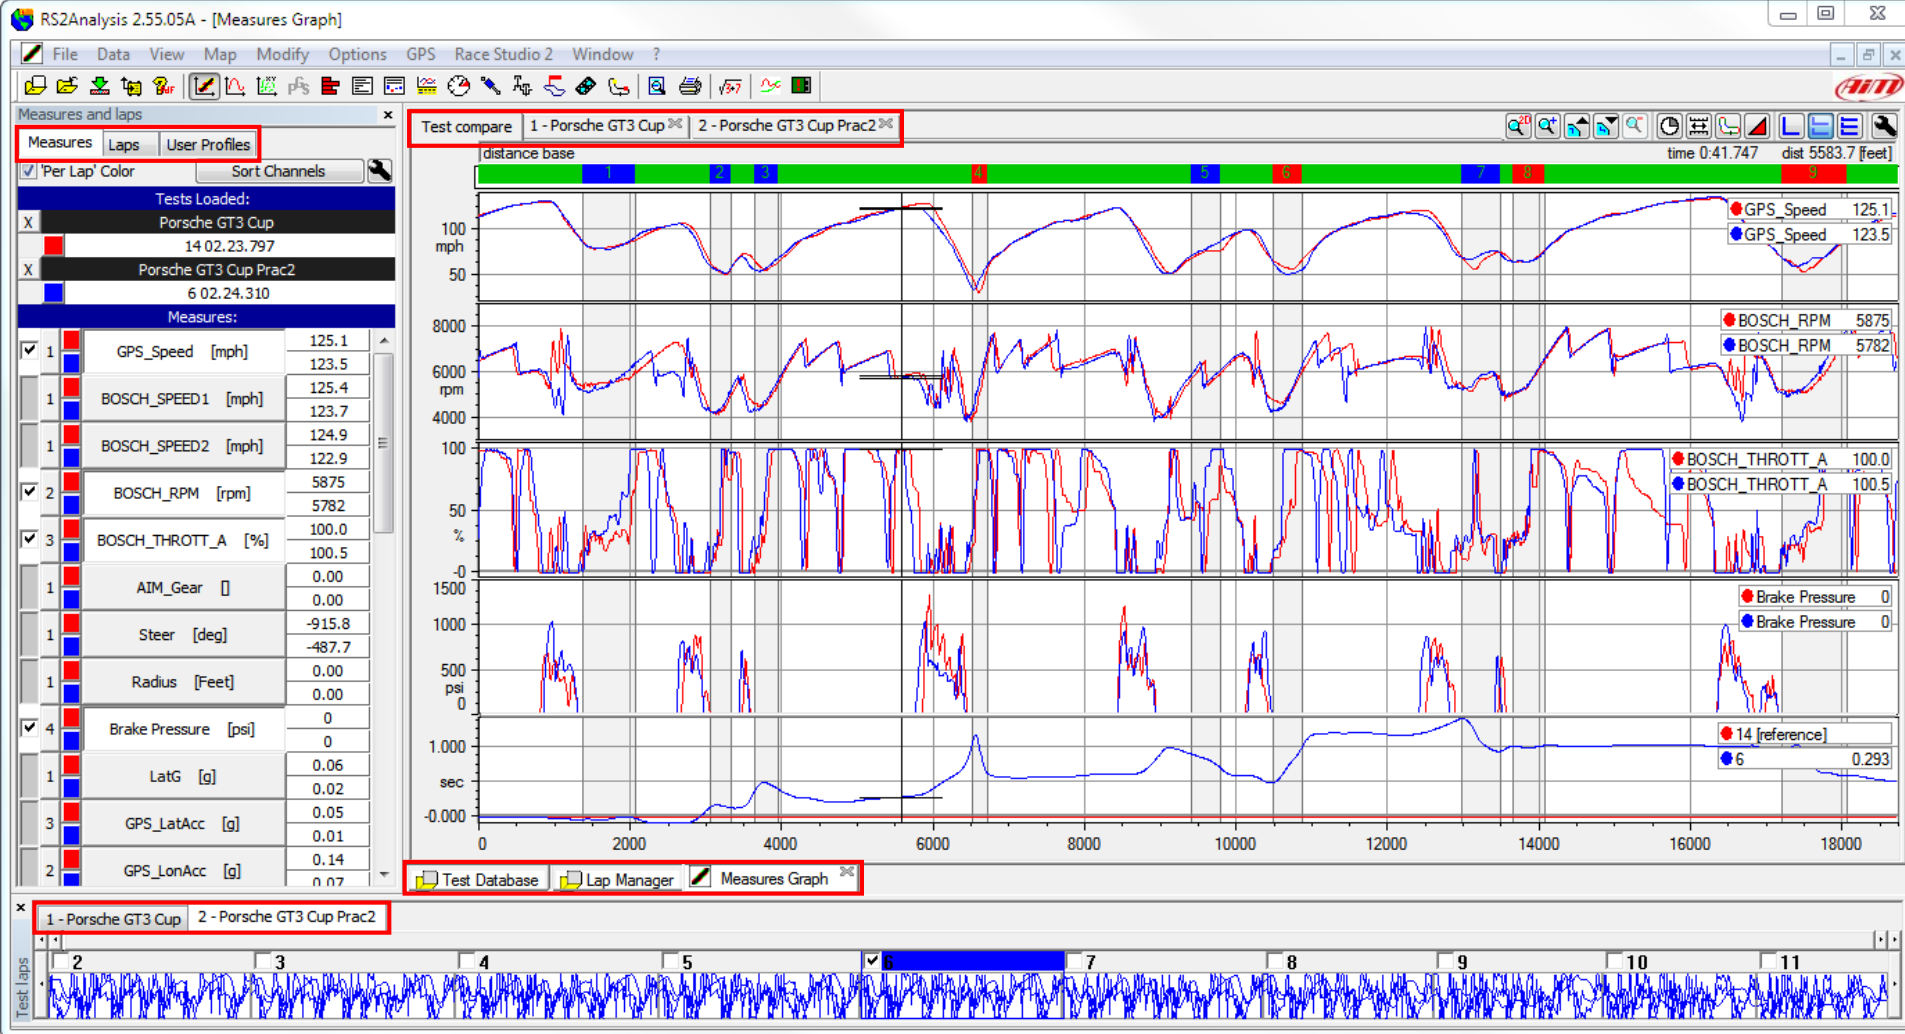 RS2Analysis 2.55.05A - [Measures Graph]
File Data View Map Modify Options GPS Race Studio 2 Window ?
AiM
Measures and laps
Measures Laps User Profiles
'Per Lap' Color Sort Channels
Tests Loaded:
X Porsche GT3 Cup
14 02.23.797
X Porsche GT3 Cup Prac2
6 02.24.310
Measures:
1 GPS_Speed [mph] 125.1
123.5
1 BOSCH_SPEED1 [mph] 125.4
123.7
1 BOSCH_SPEED2 [mph] 124.9
122.9
2 BOSCH_RPM [rpm] 5875
5782
3 BOSCH_THROTT_A [%] 100.0
100.5
1 AIM_Gear [] 0.00
0.00
1 Steer [deg] -915.8
-487.7
1 Radius [Feet] 0.00
0.00
4 Brake Pressure [psi] 0
0
1 LatG [g] 0.06
0.02
3 GPS_LatAcc [g] 0.05
0.01
2 GPS_LonAcc [g] 0.14
0.07
Test compare 1 - Porsche GT3 Cup 2 - Porsche GT3 Cup Prac2
distance base time 0:41.747 dist 5583.7 [feet]
1 2 3 4 5 6 7 8 9
100
mph
50
GPS_Speed 125.1
GPS_Speed 123.5
8000
6000
rpm
4000
BOSCH_RPM 5875
BOSCH_RPM 5782
100
50
%
-0
BOSCH_THROTT_A 100.0
BOSCH_THROTT_A 100.5
1500
1000
500
psi
0
Brake Pressure 0
Brake Pressure 0
1.000
sec
-0.000
14 [reference]
6 0.293
0 2000 4000 6000 8000 10000 12000 14000 16000 18000
Test Database Lap Manager Measures Graph
1 - Porsche GT3 Cup 2 - Porsche GT3 Cup Prac2
Test laps
2 3 4 5 6 7 8 9 10 11